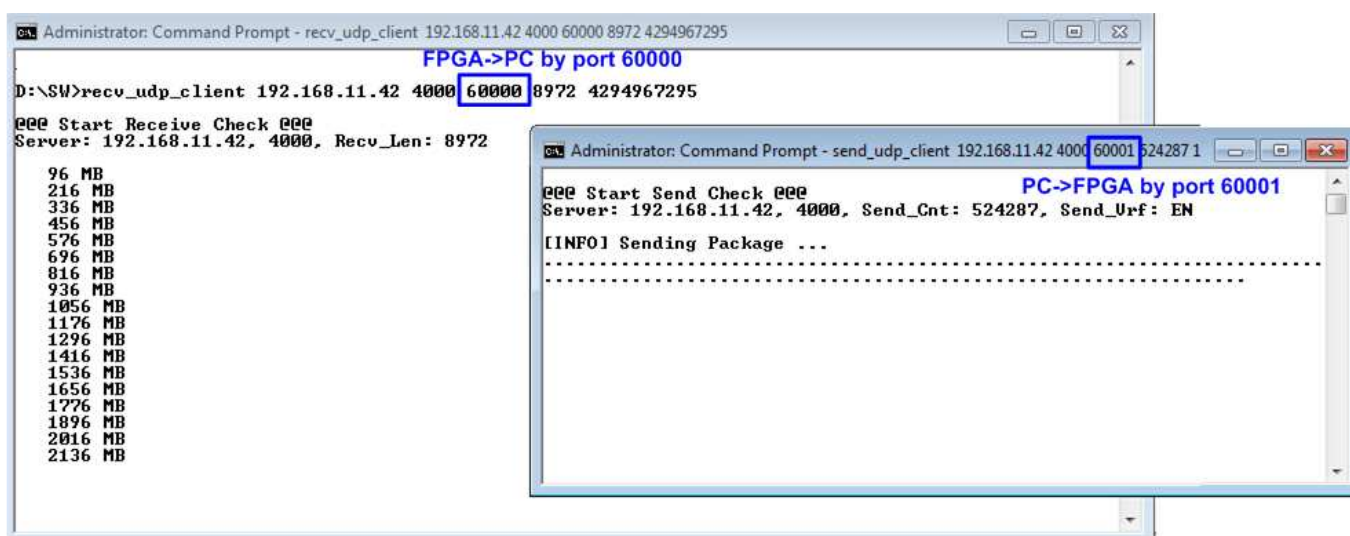 Administrator: Command Prompt - recv_udp_client 192.168.11.42 4000 60000 8972 4294967295
FPGA->PC by port 60000
.
D:\SW>recv_udp_client 192.168.11.42 4000 60000 8972 4294967295
@@@ Start Receive Check @@@
Server: 192.168.11.42, 4000, Recv_Len: 8972
96 MB
216 MB
336 MB
456 MB
576 MB
696 MB
816 MB
936 MB
1056 MB
1176 MB
1296 MB
1416 MB
1536 MB
1656 MB
1776 MB
1896 MB
2016 MB
2136 MB
Administrator: Command Prompt - send_udp_client 192.168.11.42 4000 60001 524287 1
PC->FPGA by port 60001
@@@ Start Send Check @@@
Server: 192.168.11.42, 4000, Send_Cnt: 524287, Send_Vrf: EN
[INFO] Sending Package ...
......................................................................
...............................................................